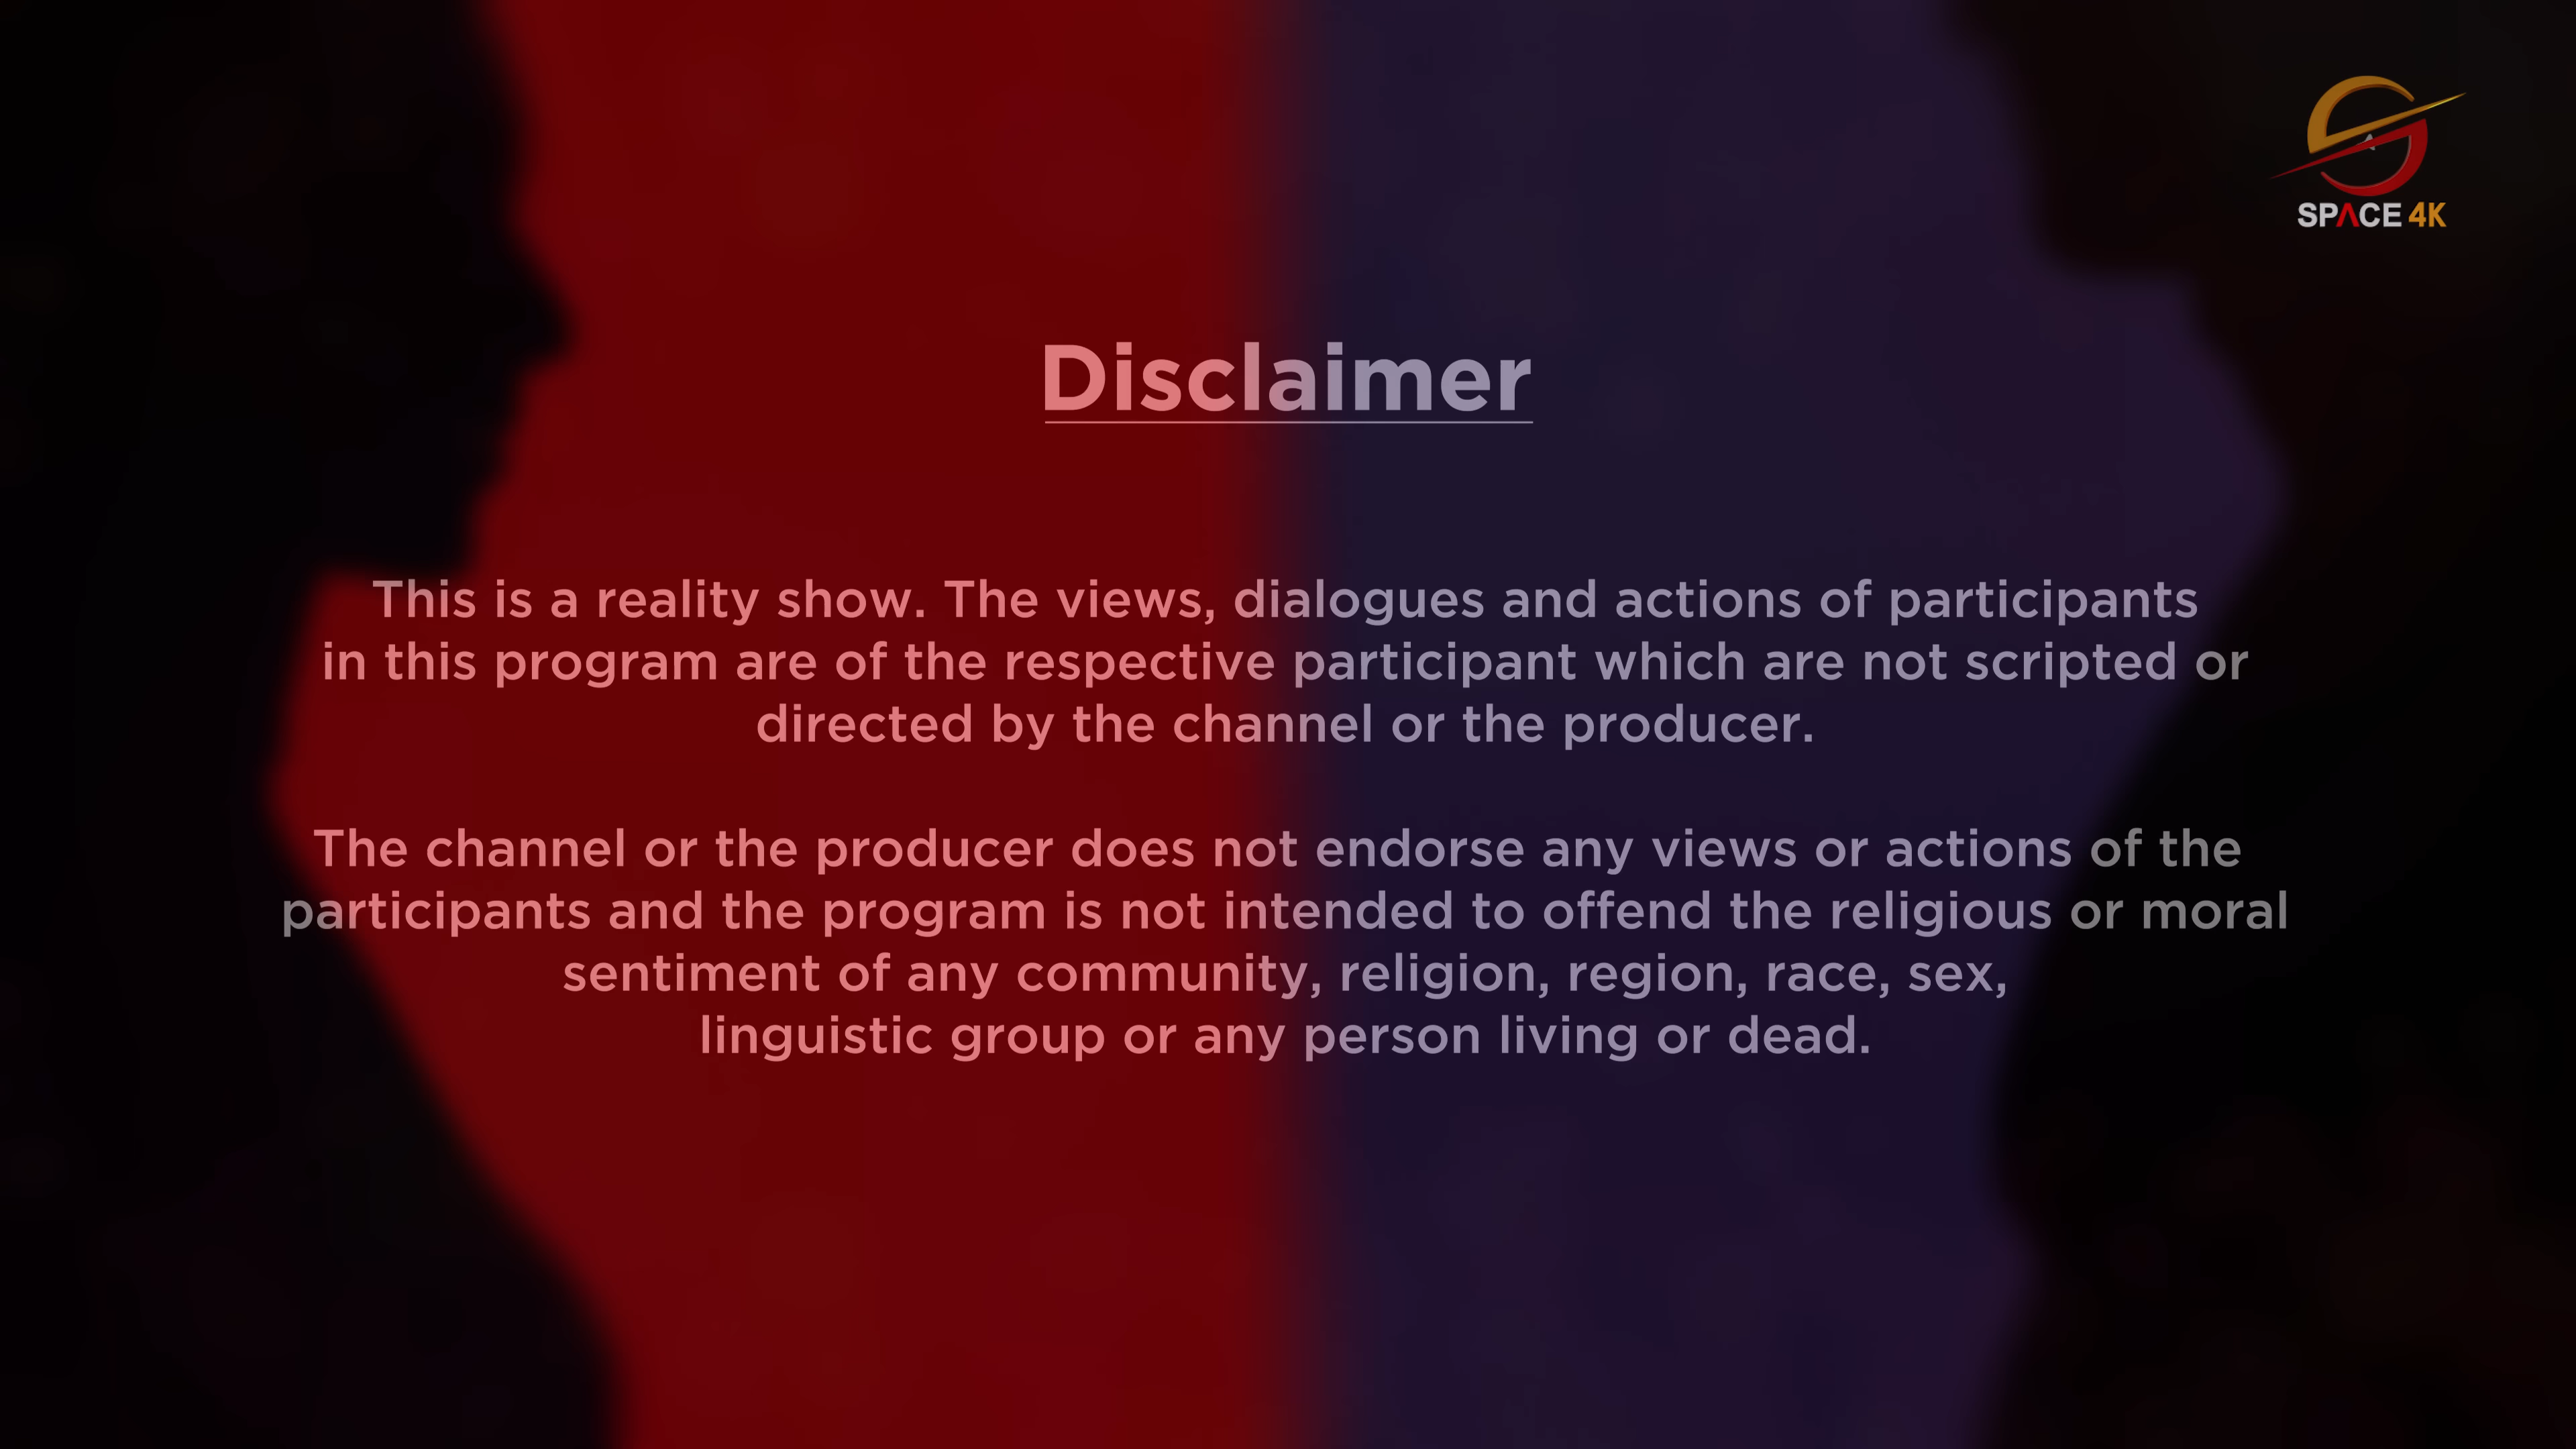 SPACE 4K
Disclaimer
This is a reality show. The views, dialogues and actions of participants
in this program are of the respective participant which are not scripted or
directed by the channel or the producer.
The channel or the producer does not endorse any views or actions of the
participants and the program is not intended to offend the religious or moral
sentiment of any community, religion, region, race, sex,
linguistic group or any person living or dead.